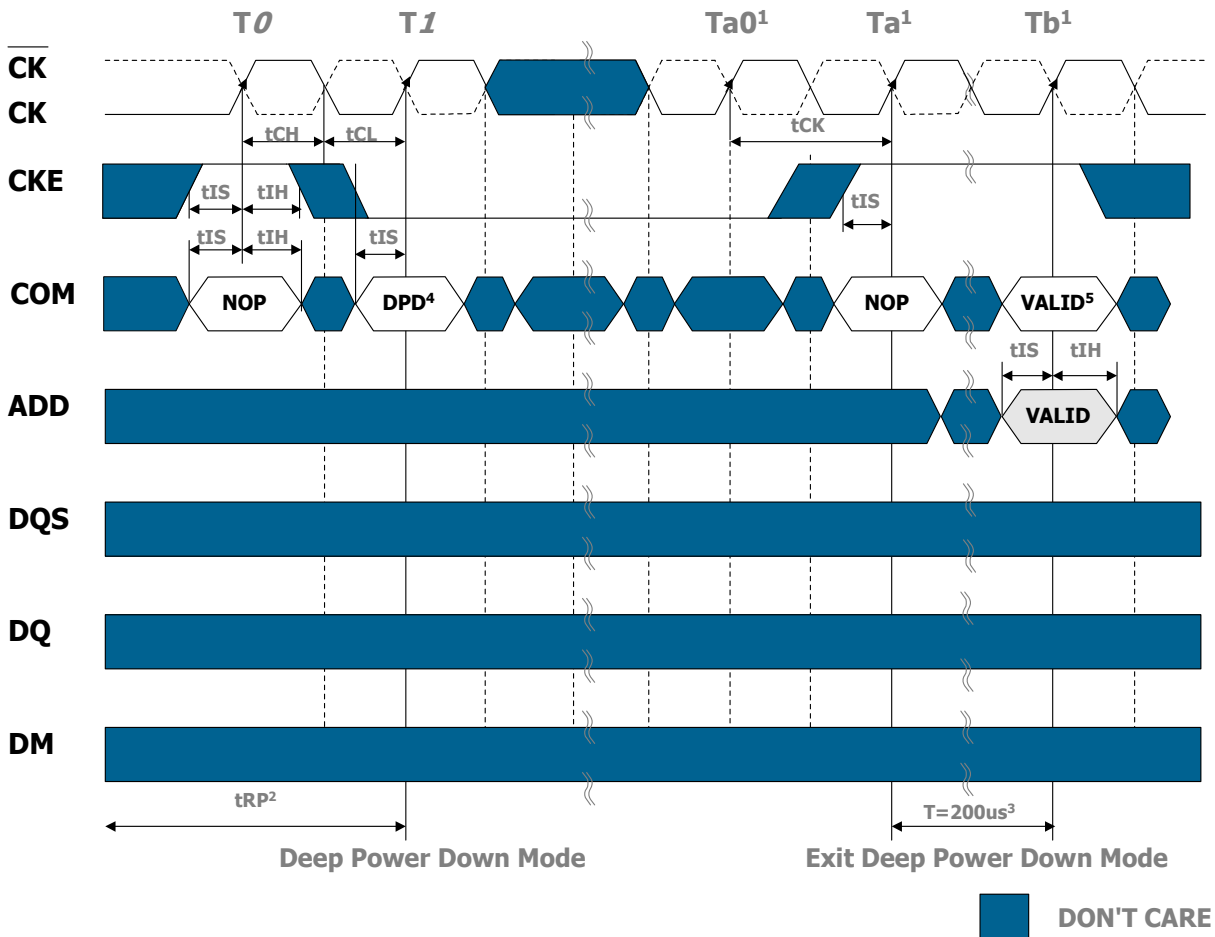 T0 T1 Ta0¹ Ta¹ Tb¹
CK
CK
tCH tCL tCK
CKE
tIS tIH tIS
tIS tIH tIS
COM NOP DPD⁴ NOP VALID⁵
tIS tIH
ADD VALID
DQS
DQ
DM
tRP² T=200us³
Deep Power Down Mode Exit Deep Power Down Mode
DON'T CARE